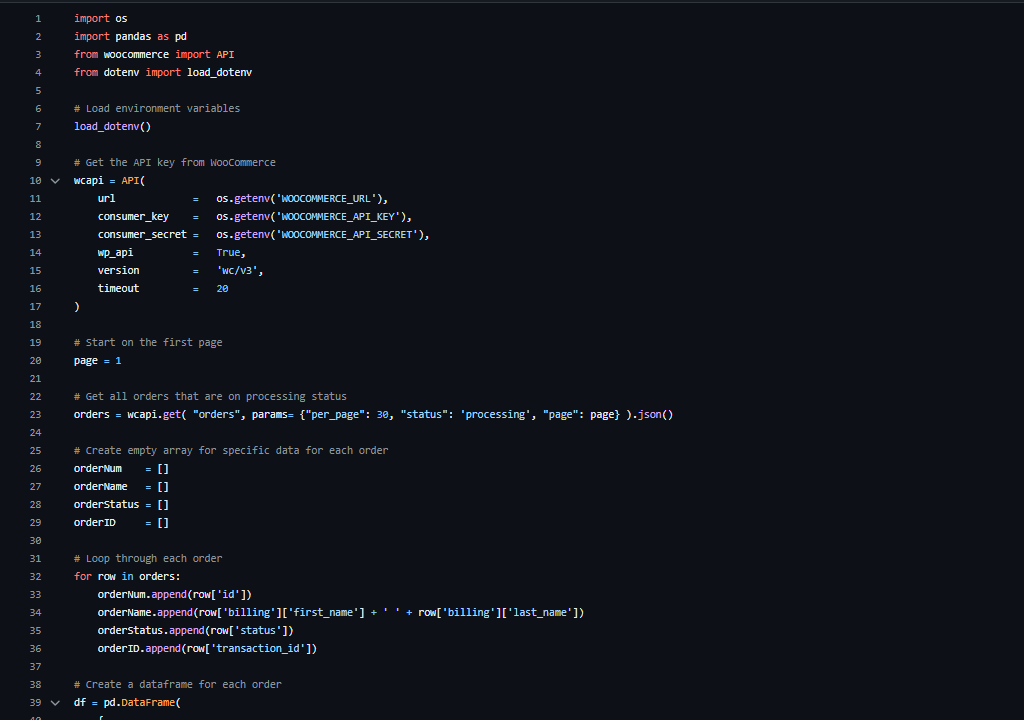 1 import os
2 import pandas as pd
3 from woocommerce import API
4 from dotenv import load_dotenv
5
6 # Load environment variables
7 load_dotenv()
8
9 # Get the API key from WooCommerce
10 wcapi = API(
11     url             =   os.getenv('WOOCOMMERCE_URL'),
12     consumer_key    =   os.getenv('WOOCOMMERCE_API_KEY'),
13     consumer_secret =   os.getenv('WOOCOMMERCE_API_SECRET'),
14     wp_api          =   True,
15     version         =   'wc/v3',
16     timeout         =   20
17 )
18
19 # Start on the first page
20 page = 1
21
22 # Get all orders that are on processing status
23 orders = wcapi.get( "orders", params= {"per_page": 30, "status": 'processing', "page": page} ).json()
24
25 # Create empty array for specific data for each order
26 orderNum    = []
27 orderName   = []
28 orderStatus = []
29 orderID     = []
30
31 # Loop through each order
32 for row in orders:
33     orderNum.append(row['id'])
34     orderName.append(row['billing']['first_name'] + ' ' + row['billing']['last_name'])
35     orderStatus.append(row['status'])
36     orderID.append(row['transaction_id'])
37
38 # Create a dataframe for each order
39 df = pd.DataFrame(